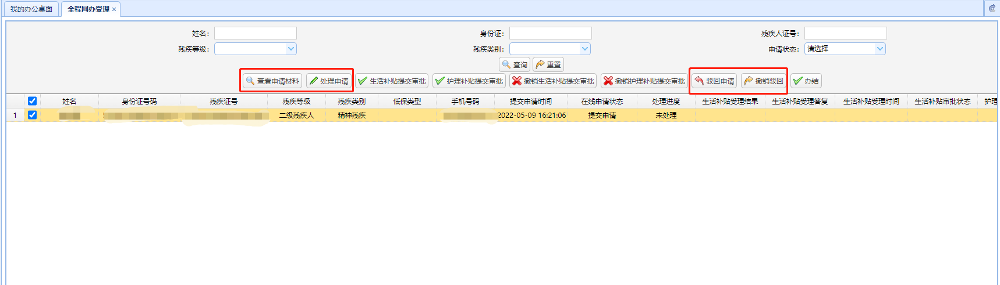 我的办公桌面 全程网办受理 ×
姓名： 身份证： 残疾人证号：
残疾等级： 残疾类别： 申请状态： 请选择
查询 重置
查看申请材料 处理申请 生活补贴提交审批 护理补贴提交审批 撤销生活补贴提交审批 撤销护理补贴提交审批 驳回申请 撤销驳回 办结
姓名 身份证号码 残疾证号 残疾等级 残疾类别 低保类型 手机号码 提交申请时间 在线申请状态 处理进度 生活补贴受理结果 生活补贴受理答复 生活补贴受理时间 生活补贴审批状态 护理
1 二级残疾人 精神残疾 2022-05-09 16:21:06 提交申请 未处理